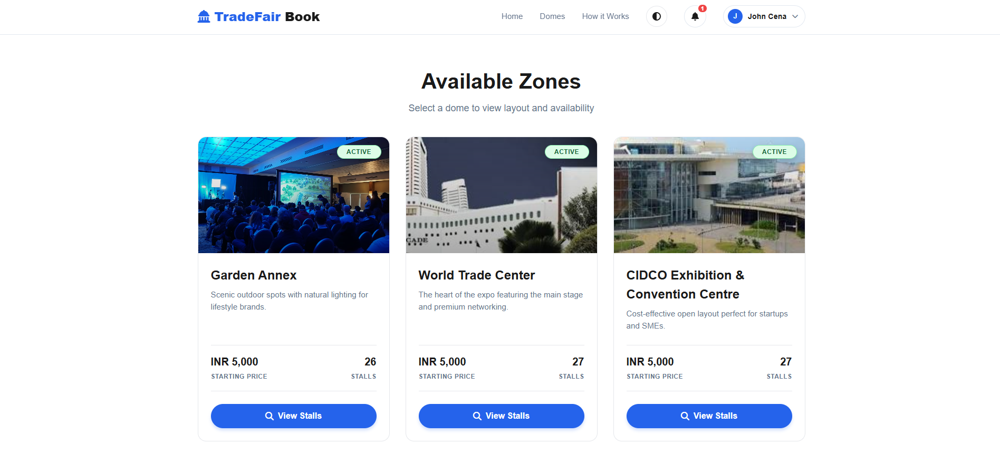 TradeFair Book
Home
Domes
How it Works
1
J
John Cena
Available Zones
Select a dome to view layout and availability
ACTIVE
Garden Annex
Scenic outdoor spots with natural lighting for
lifestyle brands.
INR 5,000
26
STARTING PRICE
STALLS
View Stalls
ACTIVE
CADE
World Trade Center
The heart of the expo featuring the main stage
and premium networking.
INR 5,000
27
STARTING PRICE
STALLS
View Stalls
ACTIVE
CIDCO Exhibition &
Convention Centre
Cost-effective open layout perfect for startups
and SMEs.
INR 5,000
27
STARTING PRICE
STALLS
View Stalls